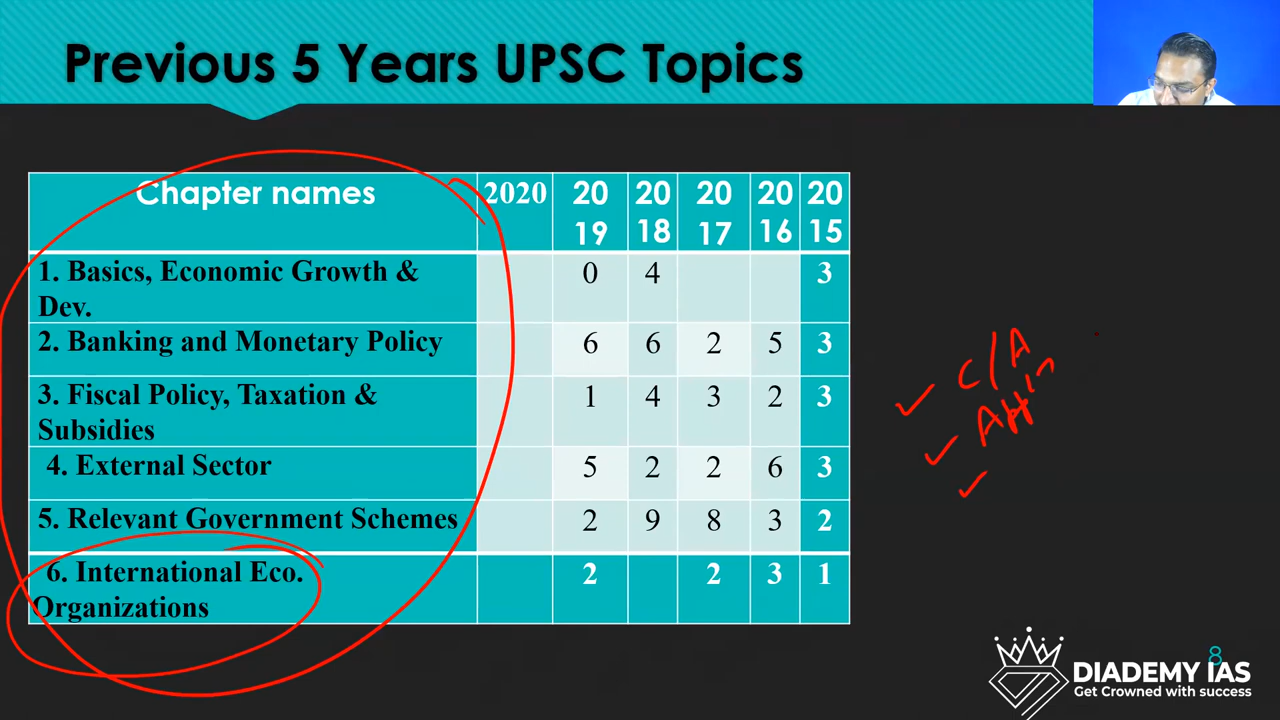 Previous 5 Years UPSC Topics
Chapter names 2020 20 20 20 20 20
19 18 17 16 15
1. Basics, Economic Growth & 0 4 3
Dev.
2. Banking and Monetary Policy 6 6 2 5 3
3. Fiscal Policy, Taxation & 1 4 3 2 3
Subsidies
4. External Sector 5 2 2 6 3
5. Relevant Government Schemes 2 9 8 3 2
6. International Eco. 2 2 3 1
Organizations
C/A
8
DIADEMY IAS
Get Crowned with success